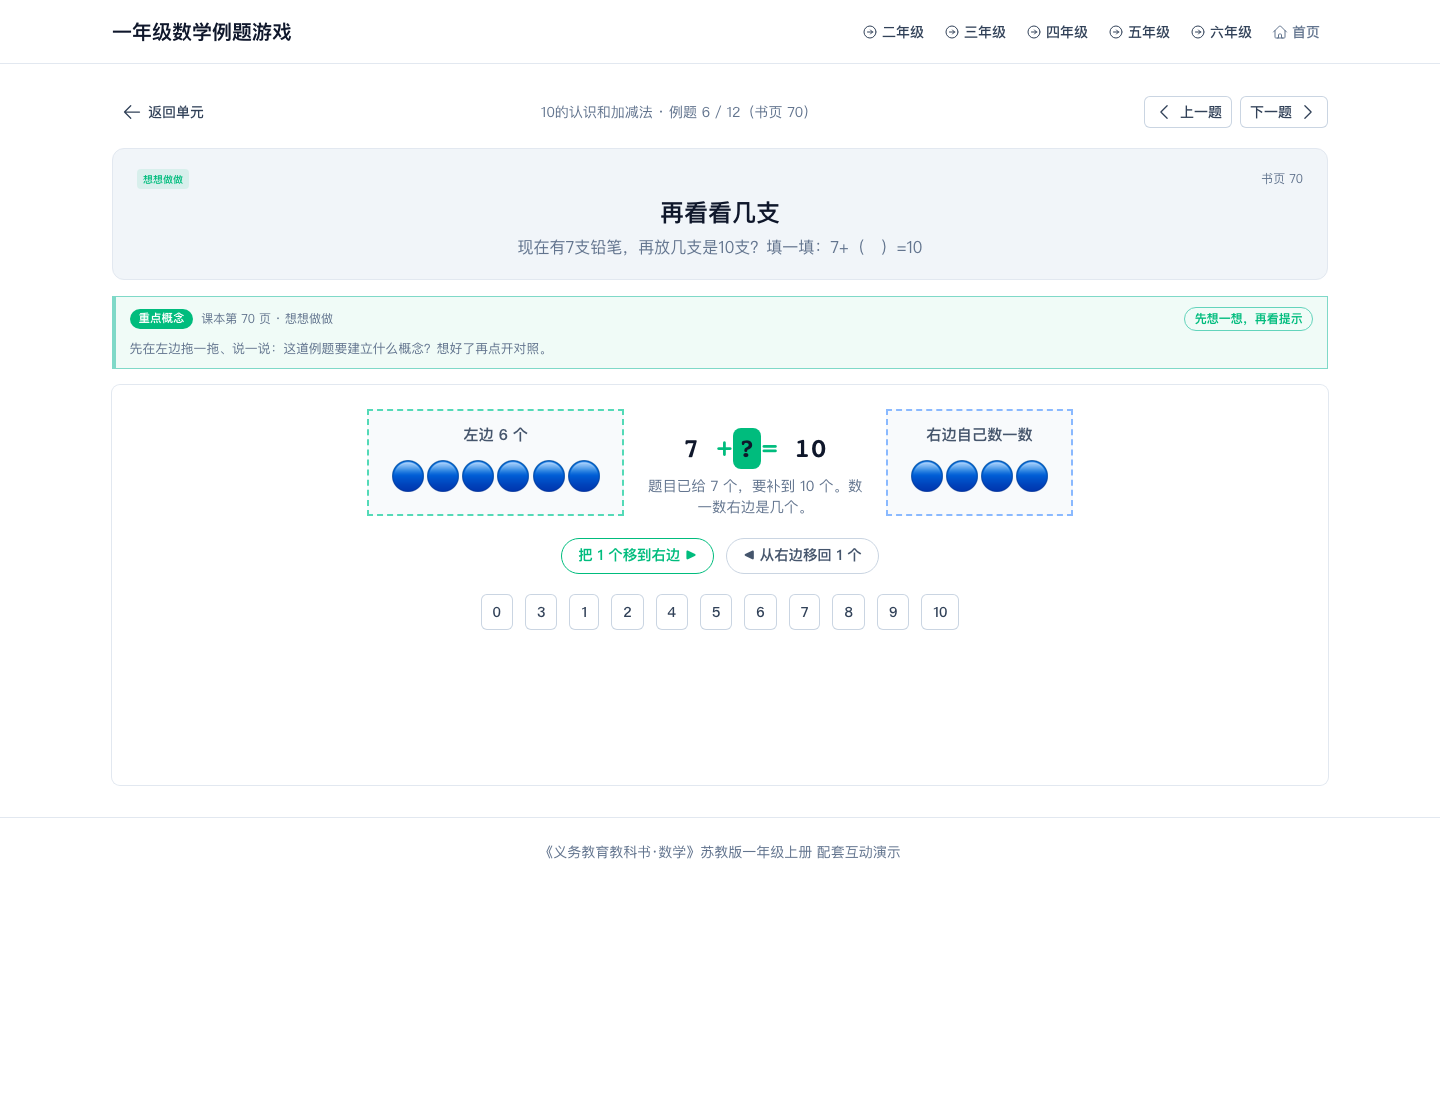 一年级数学例题游戏
二年级 三年级 四年级 五年级 六年级 首页
返回单元
10的认识和加减法 · 例题 6 / 12（书页 70）
上一题 下一题
想想做做
书页 70
再看看几支
现在有7支铅笔，再放几支是10支？填一填：7+（　）=10
重点概念 课本第 70 页 · 想想做做
先想一想，再看提示
先在左边拖一拖、说一说：这道例题要建立什么概念？想好了再点开对照。
左边 6 个
7 + ? = 10
题目已给 7 个，要补到 10 个。数
一数右边是几个。
右边自己数一数
把 1 个移到右边 ▶
◀ 从右边移回 1 个
0 3 1 2 4 5 6 7 8 9 10
《义务教育教科书·数学》苏教版一年级上册 配套互动演示